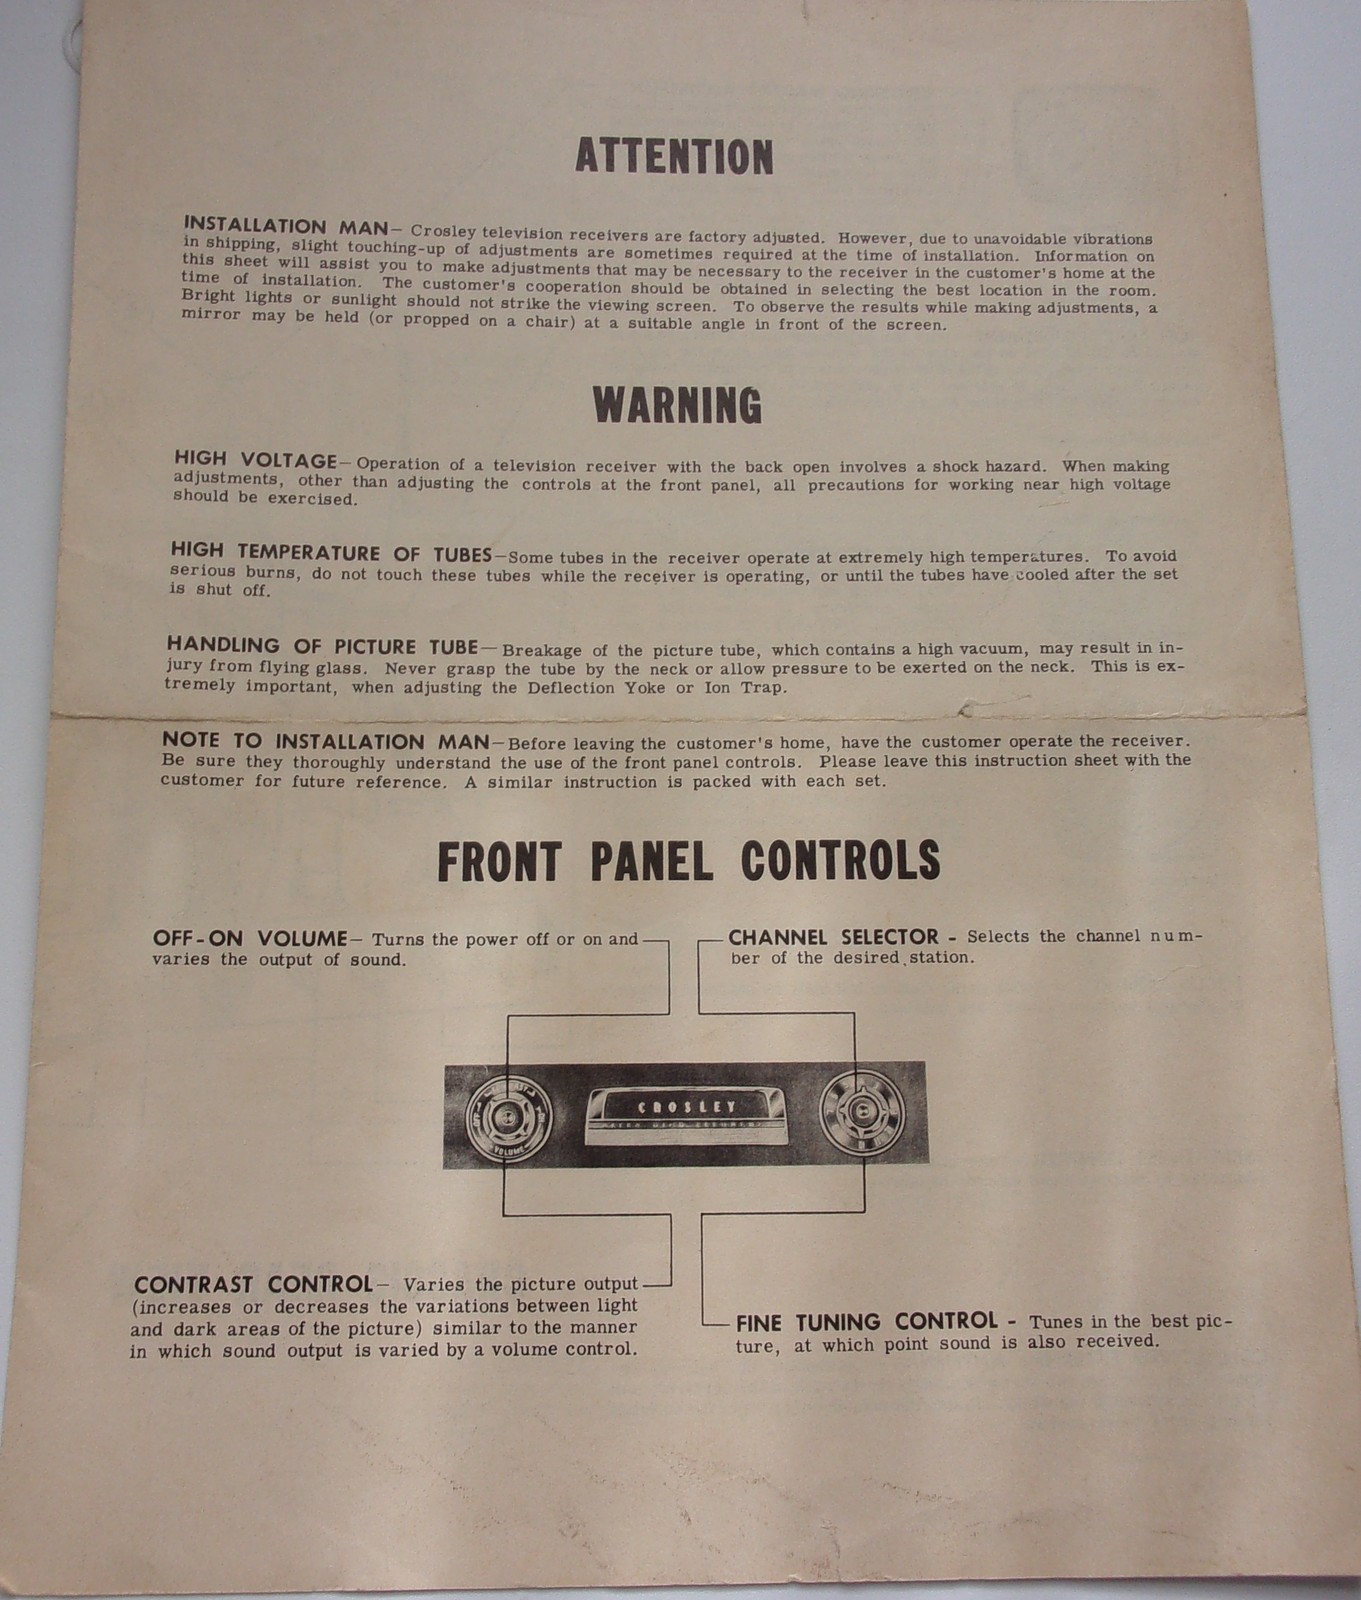 ATTENTION
INSTALLATION MAN— Crosley television receivers are factory adjusted. However, due to unavoidable vibrations
in shipping, slight touching-up of adjustments are sometimes required at the time of installation. Information on
this sheet will assist you to make adjustments that may be necessary to the receiver in the customer's home at the
time of installation. The customer's cooperation should be obtained in selecting the best location in the room.
Bright lights or sunlight should not strike the viewing screen. To observe the results while making adjustments, a
mirror may be held (or propped on a chair) at a suitable angle in front of the screen.
WARNING
HIGH VOLTAGE— Operation of a television receiver with the back open involves a shock hazard. When making
adjustments, other than adjusting the controls at the front panel, all precautions for working near high voltage
should be exercised.
HIGH TEMPERATURE OF TUBES—Some tubes in the receiver operate at extremely high temperatures. To avoid
serious burns, do not touch these tubes while the receiver is operating, or until the tubes have cooled after the set
is shut off.
HANDLING OF PICTURE TUBE— Breakage of the picture tube, which contains a high vacuum, may result in in-
jury from flying glass. Never grasp the tube by the neck or allow pressure to be exerted on the neck. This is ex-
tremely important, when adjusting the Deflection Yoke or Ion Trap.
NOTE TO INSTALLATION MAN—Before leaving the customer's home, have the customer operate the receiver.
Be sure they thoroughly understand the use of the front panel controls. Please leave this instruction sheet with the
customer for future reference. A similar instruction is packed with each set.
FRONT PANEL CONTROLS
OFF-ON VOLUME— Turns the power off or on and
varies the output of sound.
CHANNEL SELECTOR - Selects the channel num-
ber of the desired station.
CROSLEY
VOLUME
CONTRAST CONTROL— Varies the picture output
(increases or decreases the variations between light
and dark areas of the picture) similar to the manner
in which sound output is varied by a volume control.
FINE TUNING CONTROL - Tunes in the best pic-
ture, at which point sound is also received.